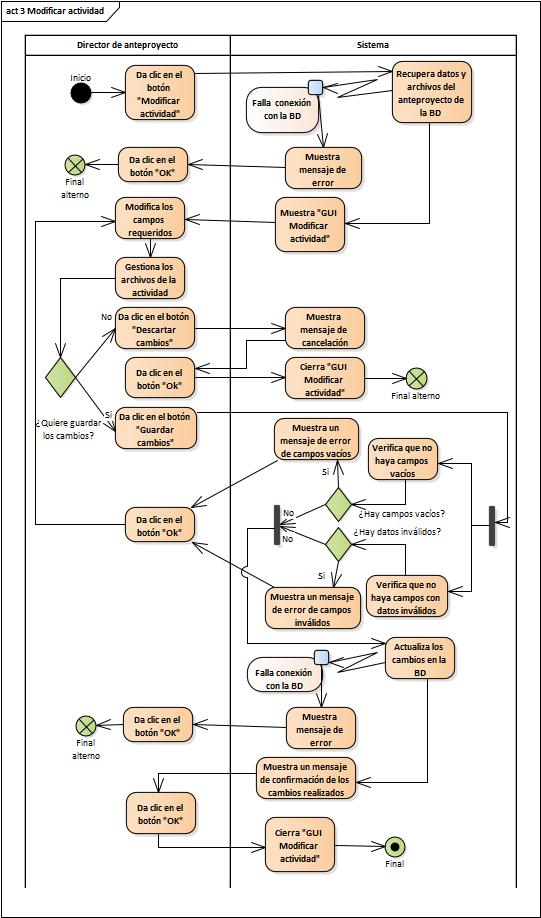 act 3 Modificar actividad
Director de anteproyecto
Sistema
Inicio
Da clic en el
botón
"Modificar
actividad"
Recupera datos y
archivos del
anteproyecto de
la BD
Falla conexión
con la BD
Muestra
mensaje de
error
Da clic en el
botón "OK"
Final
alterno
Modifica los
campos
requeridos
Muestra "GUI
Modificar
actividad"
Gestiona los
archivos de la
actividad
No
Da clic en el botón
"Descartar
cambios"
Muestra
mensaje de
cancelación
Da clic en el
botón "Ok"
Cierra "GUI
Modificar
actividad"
Final alterno
¿Quiere guardar
los cambios?
Si
Da clic en el botón
"Guardar
cambios"
Muestra un
mensaje de error
de campos vacíos
Verifica que no
haya campos
vacíos
Si
No
¿Hay campos vacíos?
Da clic en el
botón "Ok"
¿Hay datos inválidos?
No
Si
Muestra un mensaje
de error de campos
inválidos
Verifica que no
haya campos con
datos inválidos
Actualiza los
cambios en la
BD
Falla conexión
con la BD
Muestra
mensaje de
error
Da clic en el
botón "OK"
Final
alterno
Muestra un mensaje
de confirmación de los
cambios realizados
Da clic en el
botón "OK"
Cierra "GUI
Modificar
actividad"
Final